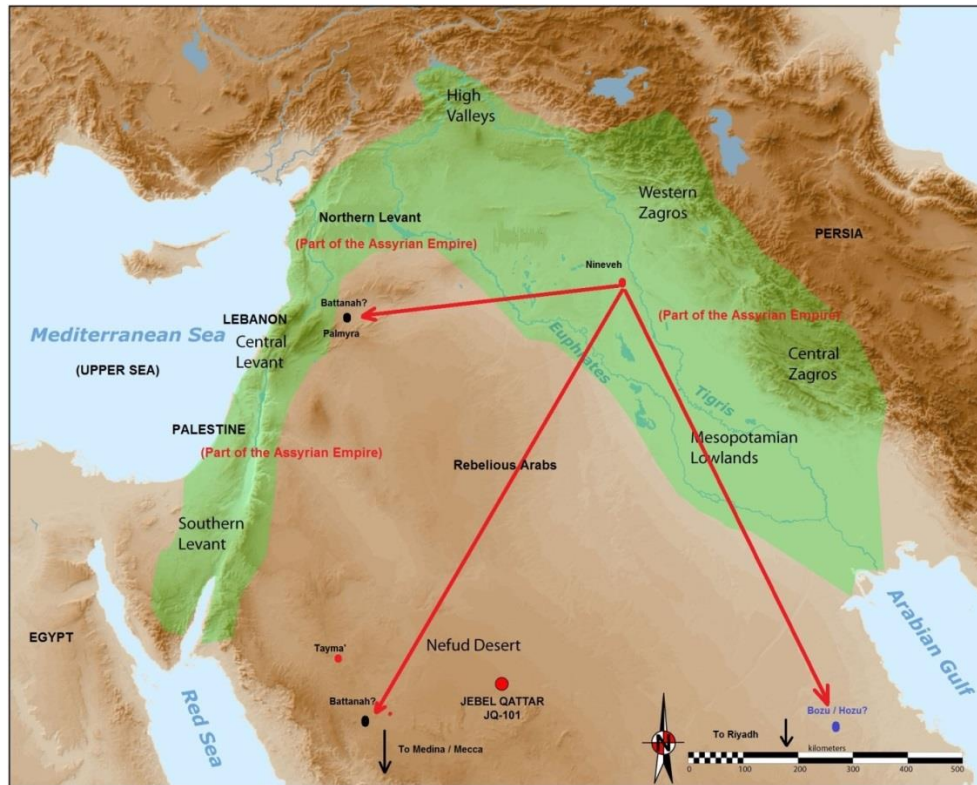 High
Valleys
Western
Zagros
Northern Levant
PERSIA
(Part of the Assyrian Empire)
Nineveh
Battanah?
LEBANON
Palmyra
(Part of the Assyrian Empire)
Mediterranean Sea
Central
Levant
(UPPER SEA)
Euphrates
Central
Zagros
Tigris
PALESTINE
(Part of the Assyrian Empire)
Mesopotamian
Lowlands
Rebelious Arabs
Southern
Levant
Arabian Gulf
EGYPT
Tayma'
Nefud Desert
Red Sea
Battanah?
JEBEL QATTAR
JQ-101
Bozu / Hozu?
To Medina / Mecca
N
To Riyadh
kilometers
0 100 200 300 400 500